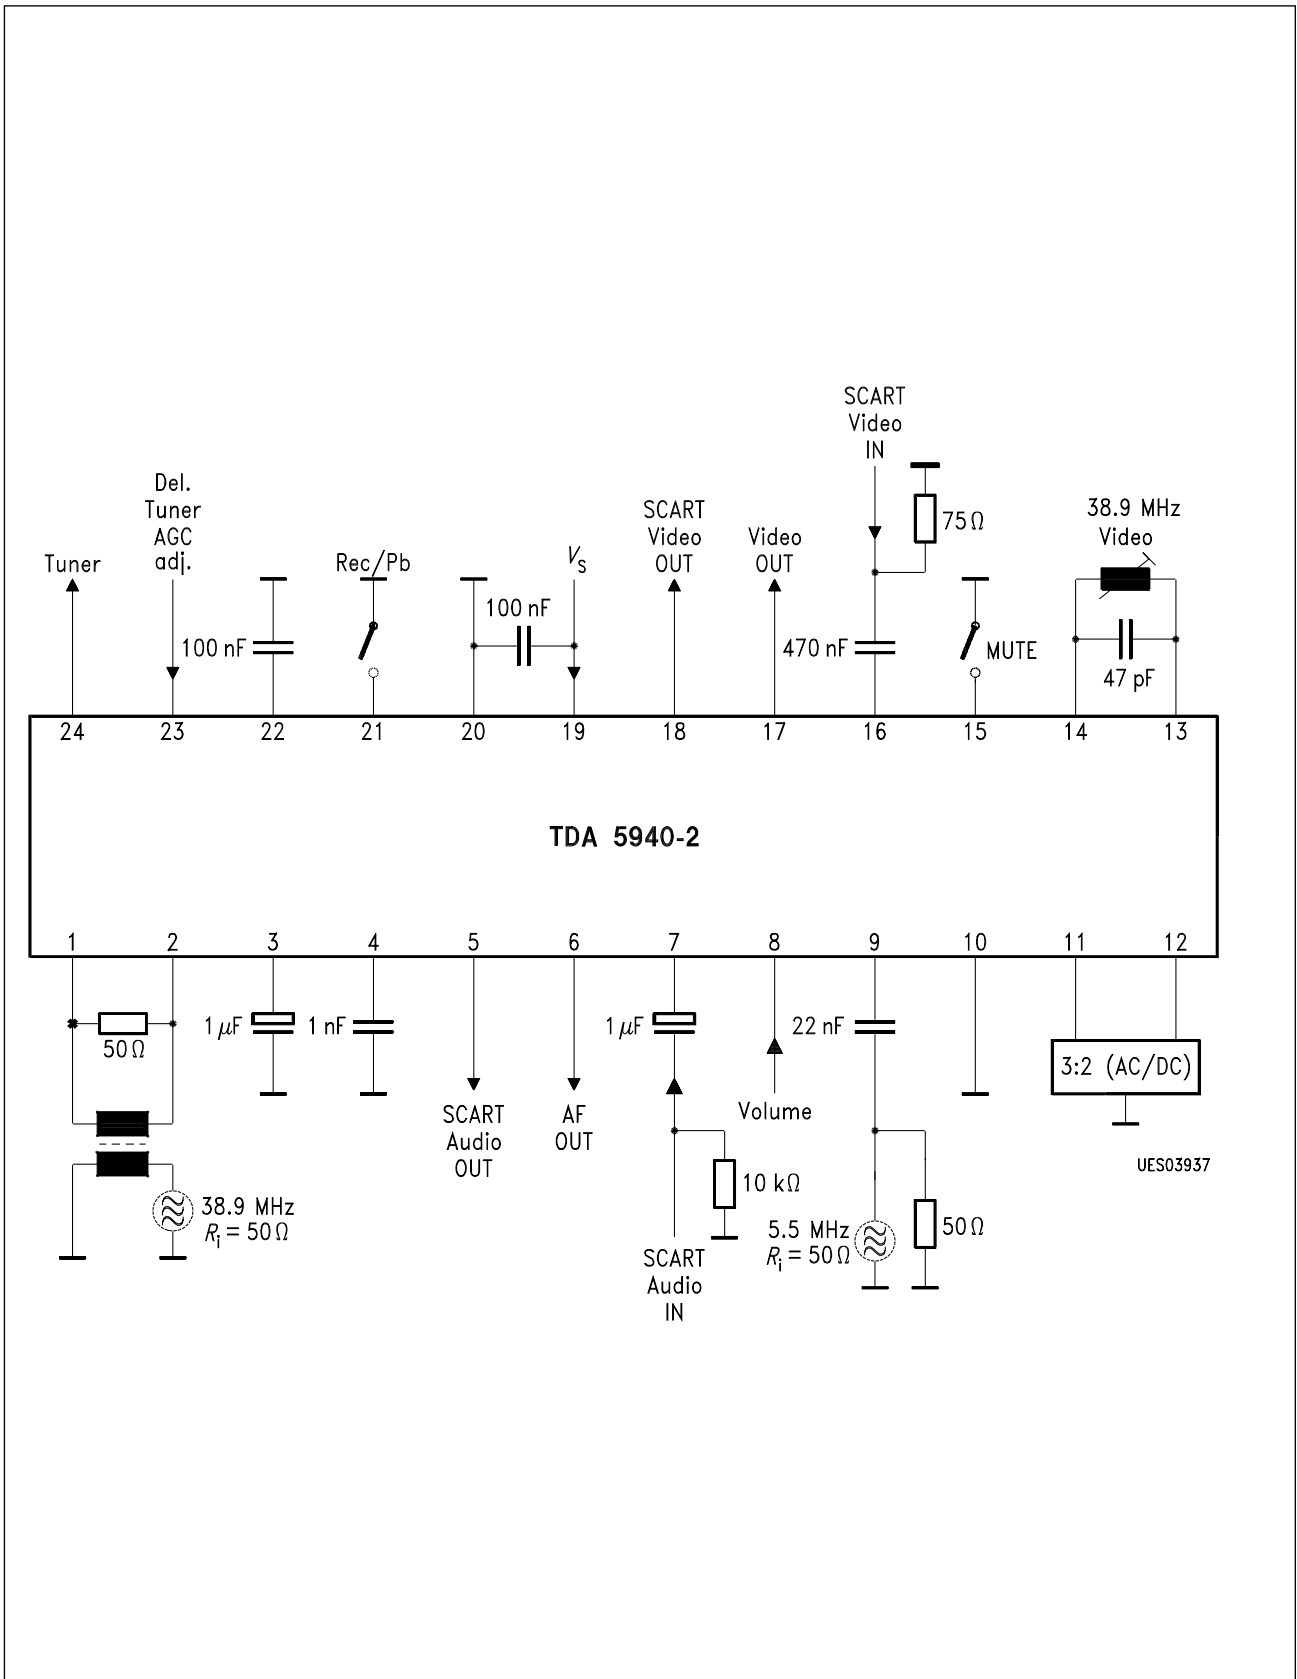 SCART
Video
IN
Del.
Tuner
AGC
adj.
Tuner
100 nF
Rec/Pb
100 nF
VS
SCART
Video
OUT
Video
OUT
470 nF
75Ω
MUTE
38.9 MHz
Video
47 pF
24 23 22 21 20 19 18 17 16 15 14 13
TDA 5940-2
1 2 3 4 5 6 7 8 9 10 11 12
50Ω
1 μF
1 nF
SCART
Audio
OUT
AF
OUT
1 μF
Volume
22 nF
3:2 (AC/DC)
UES03937
38.9 MHz
Ri = 50Ω
10 kΩ
SCART
Audio
IN
5.5 MHz
Ri = 50Ω
50Ω